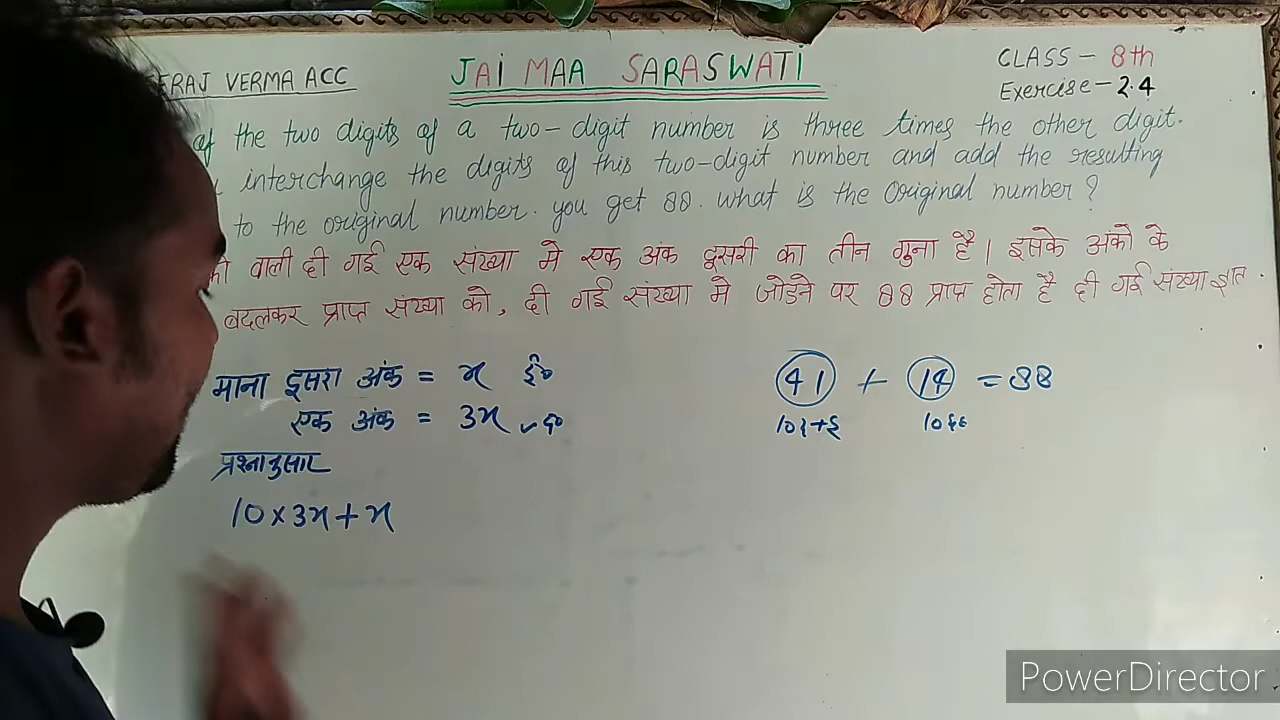 ERAJ VERMA ACC
JAI MAA SARASWATI
CLASS - 8th
Exercise - 2.4
of the two digits of a two-digit number is three times the other digit.
interchange the digits of this two-digit number and add the resulting
to the original number. you get 88. what is the original number?
वाली दी गई एक संख्या मे एक अंक दूसरी का तीन गुना है। इसके अंको के
बदलकर प्राप्त संख्या को, दी गई संख्या मे जोडने पर 88 प्राप्त होता है दी गई संख्या ज्ञात
माना दूसरा अंक = x ई०
एक अंक = 3x द०
प्रश्नानुसार
10×3x+x
41 + 14 = 88
10द+ई